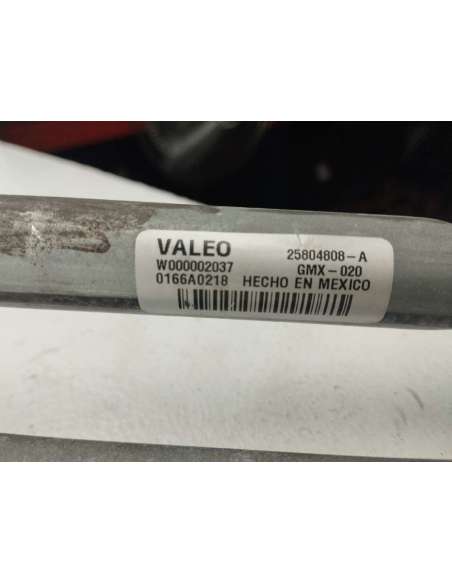 VALEO 25804808-A
W000002037 GMX-020
0166A0218 HECHO EN MEXICO